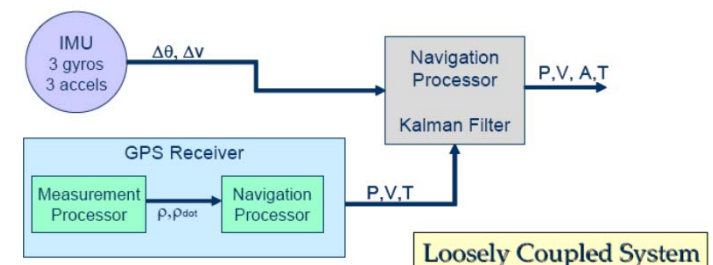 IMU
3 gyros
3 accels
Δθ, Δv
Navigation
Processor
Kalman Filter
P,V, A,T
GPS Receiver
Measurement
Processor
ρ,ρdot
Navigation
Processor
P,V,T
Loosely Coupled System